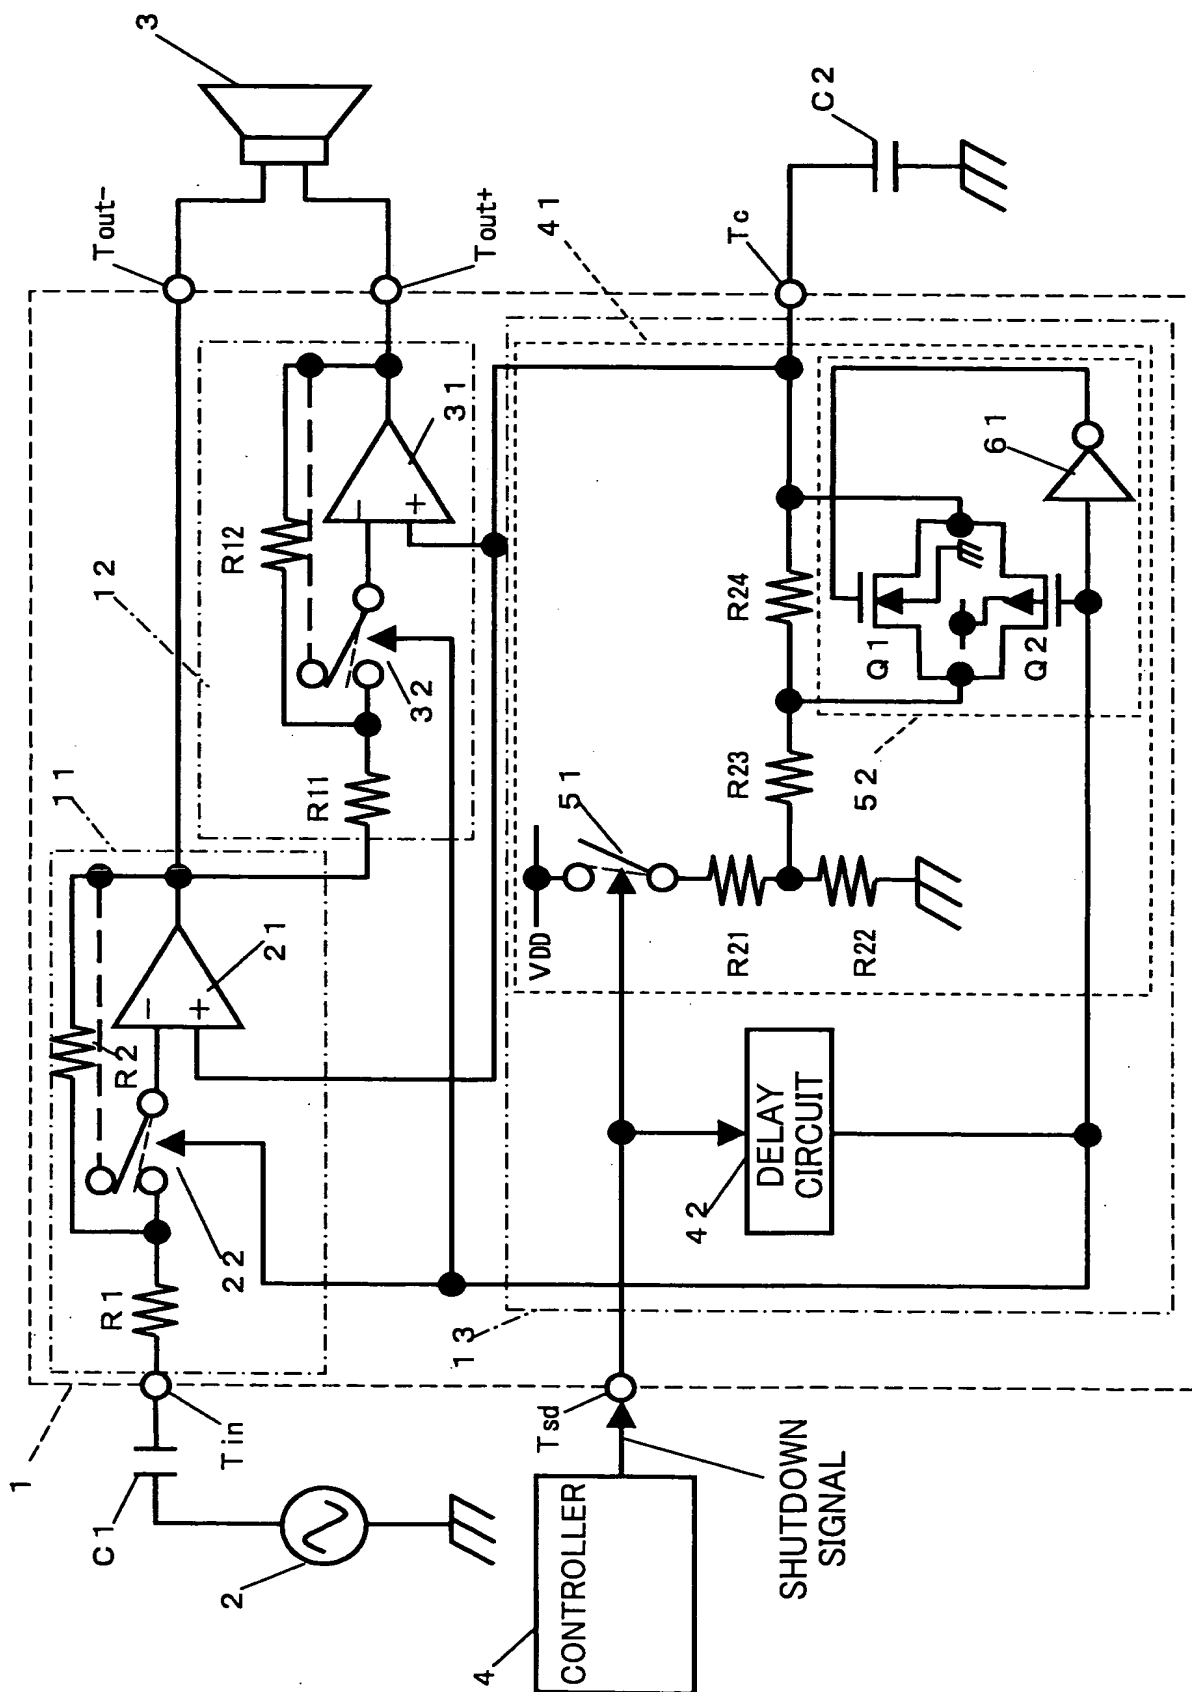 1
C1
Tin
2
11
R1
22
R2
−
+
21
12
R11
32
R12
−
+
31
Tout-
Tout+
3
4
CONTROLLER
Tsd
SHUTDOWN
SIGNAL
13
42
DELAY
CIRCUIT
VDD
51
R21
R22
R23
R24
52
Q1
Q2
61
41
Tc
C2